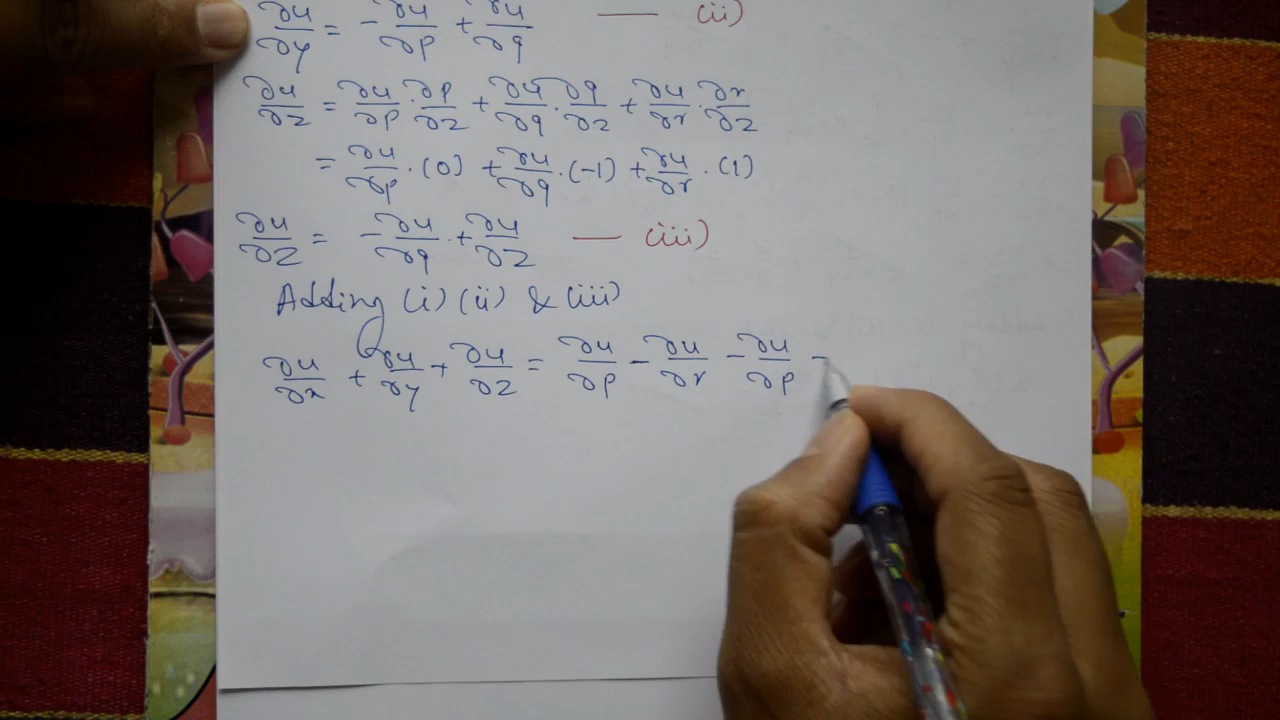 ∂u/∂y = - ∂u/∂p + ∂u/∂q — (ii)
∂u/∂z = ∂u/∂p · ∂p/∂z + ∂u/∂q · ∂q/∂z + ∂u/∂r · ∂r/∂z
= ∂u/∂p · (0) + ∂u/∂q · (-1) + ∂u/∂r · (1)
∂u/∂z = - ∂u/∂q · + ∂u/∂z — (iii)
Adding (i) (ii) & (iii)
∂u/∂x + ∂u/∂y + ∂u/∂z = ∂u/∂p - ∂u/∂r - ∂u/∂p